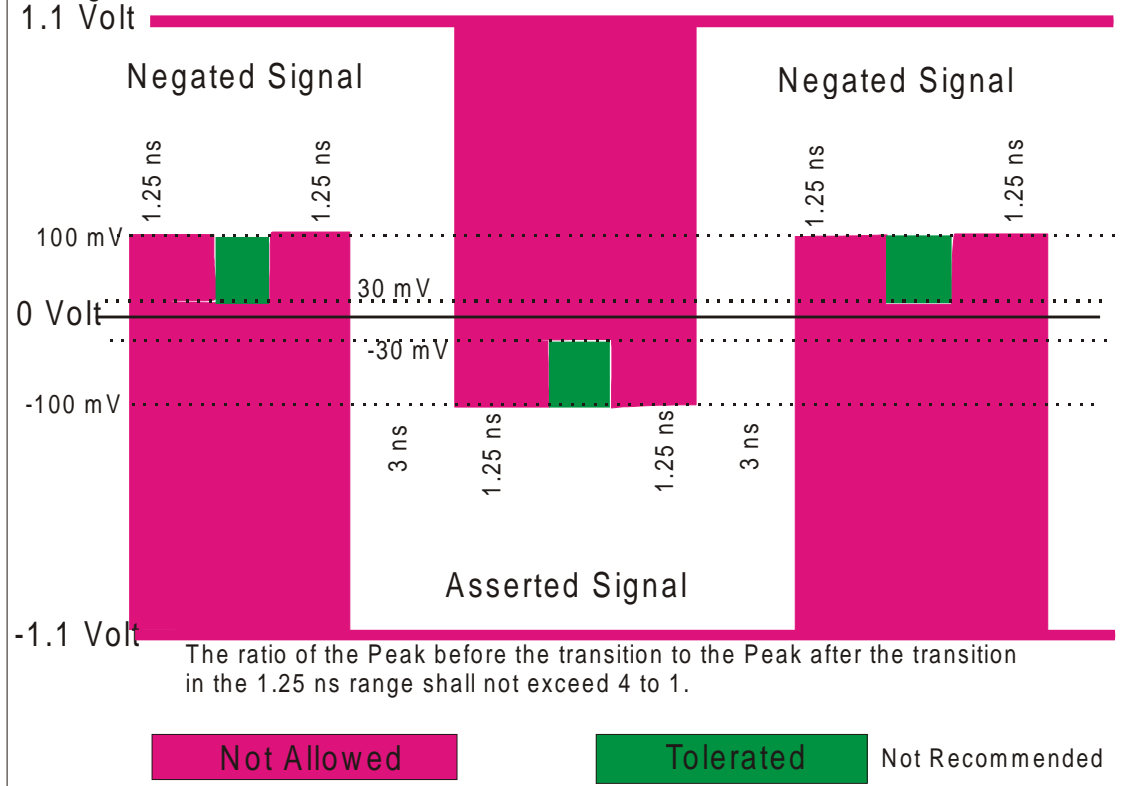 1.1 Volt
Negated Signal
Negated Signal
1.25 ns
1.25 ns
1.25 ns
1.25 ns
100 mV
30 mV
0 Volt
-30 mV
-100 mV
3 ns
1.25 ns
1.25 ns
3 ns
Asserted Signal
-1.1 Volt
The ratio of the Peak before the transition to the Peak after the transition
in the 1.25 ns range shall not exceed 4 to 1.
Not Allowed
Tolerated
Not Recommended